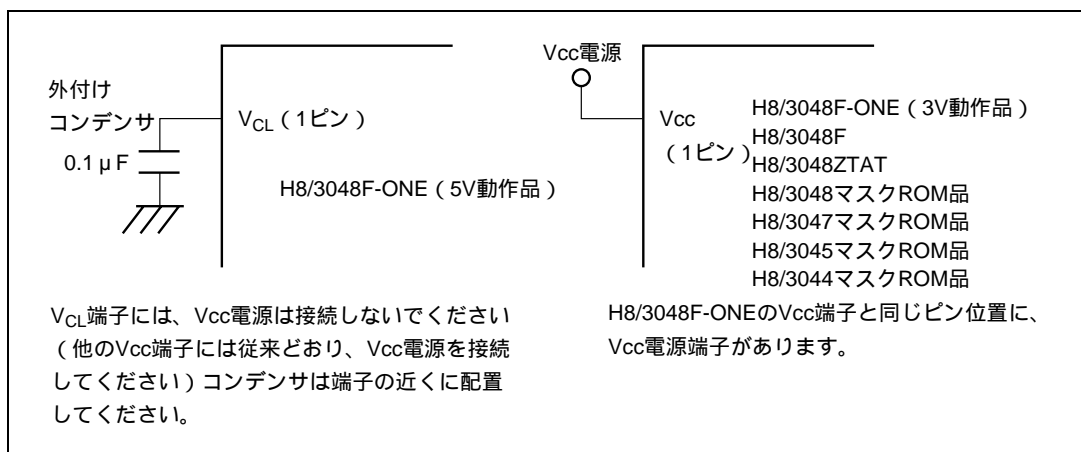 外付け
コンデンサ
0.1 μ F
VCL（1ピン）
H8/3048F-ONE（5V動作品）
VCL端子には、Vcc電源は接続しないでください
（他のVcc端子には従来どおり、Vcc電源を接続
してください）コンデンサは端子の近くに配置
してください。
Vcc電源
Vcc
（1ピン）
H8/3048F-ONE（3V動作品）
H8/3048F
H8/3048ZTAT
H8/3048マスクROM品
H8/3047マスクROM品
H8/3045マスクROM品
H8/3044マスクROM品
H8/3048F-ONEのVcc端子と同じピン位置に、
Vcc電源端子があります。